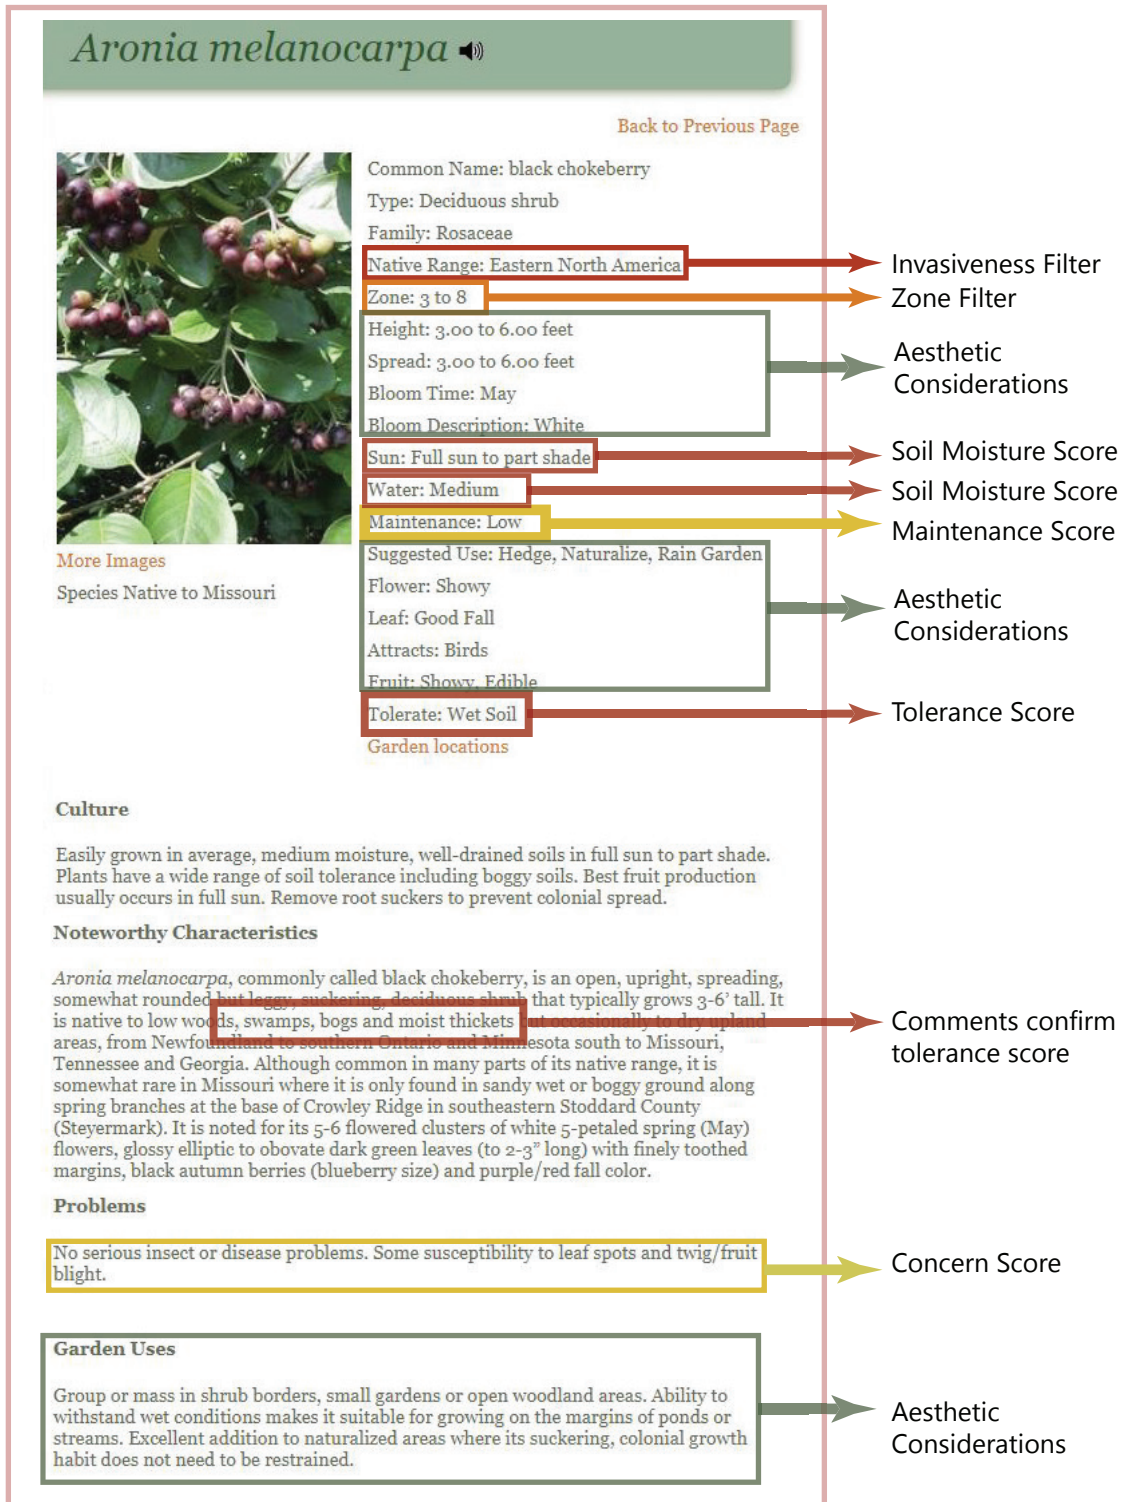 Aronia melanocarpa
Back to Previous Page
Common Name: black chokeberry
Type: Deciduous shrub
Family: Rosaceae
Native Range: Eastern North America
Zone: 3 to 8
Height: 3.00 to 6.00 feet
Spread: 3.00 to 6.00 feet
Bloom Time: May
Bloom Description: White
Sun: Full sun to part shade
Water: Medium
Maintenance: Low
Suggested Use: Hedge, Naturalize, Rain Garden
Flower: Showy
Leaf: Good Fall
Attracts: Birds
Fruit: Showy, Edible
Tolerate: Wet Soil
Garden locations
More Images
Species Native to Missouri
Invasiveness Filter
Zone Filter
Aesthetic
Considerations
Soil Moisture Score
Soil Moisture Score
Maintenance Score
Aesthetic
Considerations
Tolerance Score
Culture
Easily grown in average, medium moisture, well-drained soils in full sun to part shade.
Plants have a wide range of soil tolerance including boggy soils. Best fruit production
usually occurs in full sun. Remove root suckers to prevent colonial spread.
Noteworthy Characteristics
Aronia melanocarpa, commonly called black chokeberry, is an open, upright, spreading,
somewhat rounded but leggy, suckering, deciduous shrub that typically grows 3-6' tall. It
is native to low woods, swamps, bogs and moist thickets but occasionally to dry upland
areas, from Newfoundland to southern Ontario and Minnesota south to Missouri,
Tennessee and Georgia. Although common in many parts of its native range, it is
somewhat rare in Missouri where it is only found in sandy wet or boggy ground along
spring branches at the base of Crowley Ridge in southeastern Stoddard County
(Steyermark). It is noted for its 5-6 flowered clusters of white 5-petaled spring (May)
flowers, glossy elliptic to obovate dark green leaves (to 2-3” long) with finely toothed
margins, black autumn berries (blueberry size) and purple/red fall color.
Comments confirm
tolerance score
Problems
No serious insect or disease problems. Some susceptibility to leaf spots and twig/fruit
blight.
Concern Score
Garden Uses
Group or mass in shrub borders, small gardens or open woodland areas. Ability to
withstand wet conditions makes it suitable for growing on the margins of ponds or
streams. Excellent addition to naturalized areas where its suckering, colonial growth
habit does not need to be restrained.
Aesthetic
Considerations